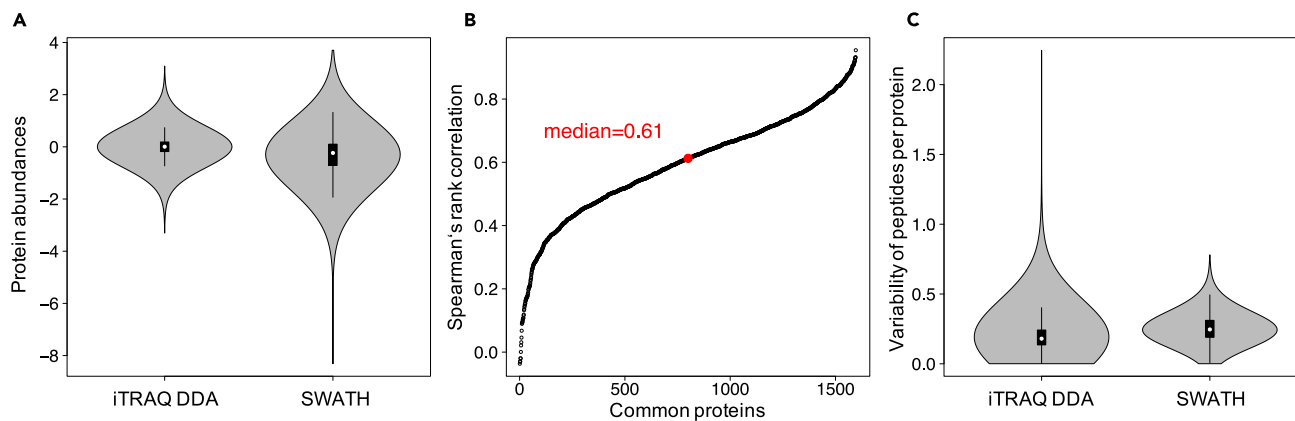 A
Protein abundances
4
2
0
−2
−4
−6
−8
iTRAQ DDA
SWATH
B
Spearman's rank correlation
0.8
0.6
0.4
0.2
0.0
median=0.61
0
500
1000
1500
Common proteins
C
Variability of peptides per protein
2.0
1.5
1.0
0.5
0.0
iTRAQ DDA
SWATH